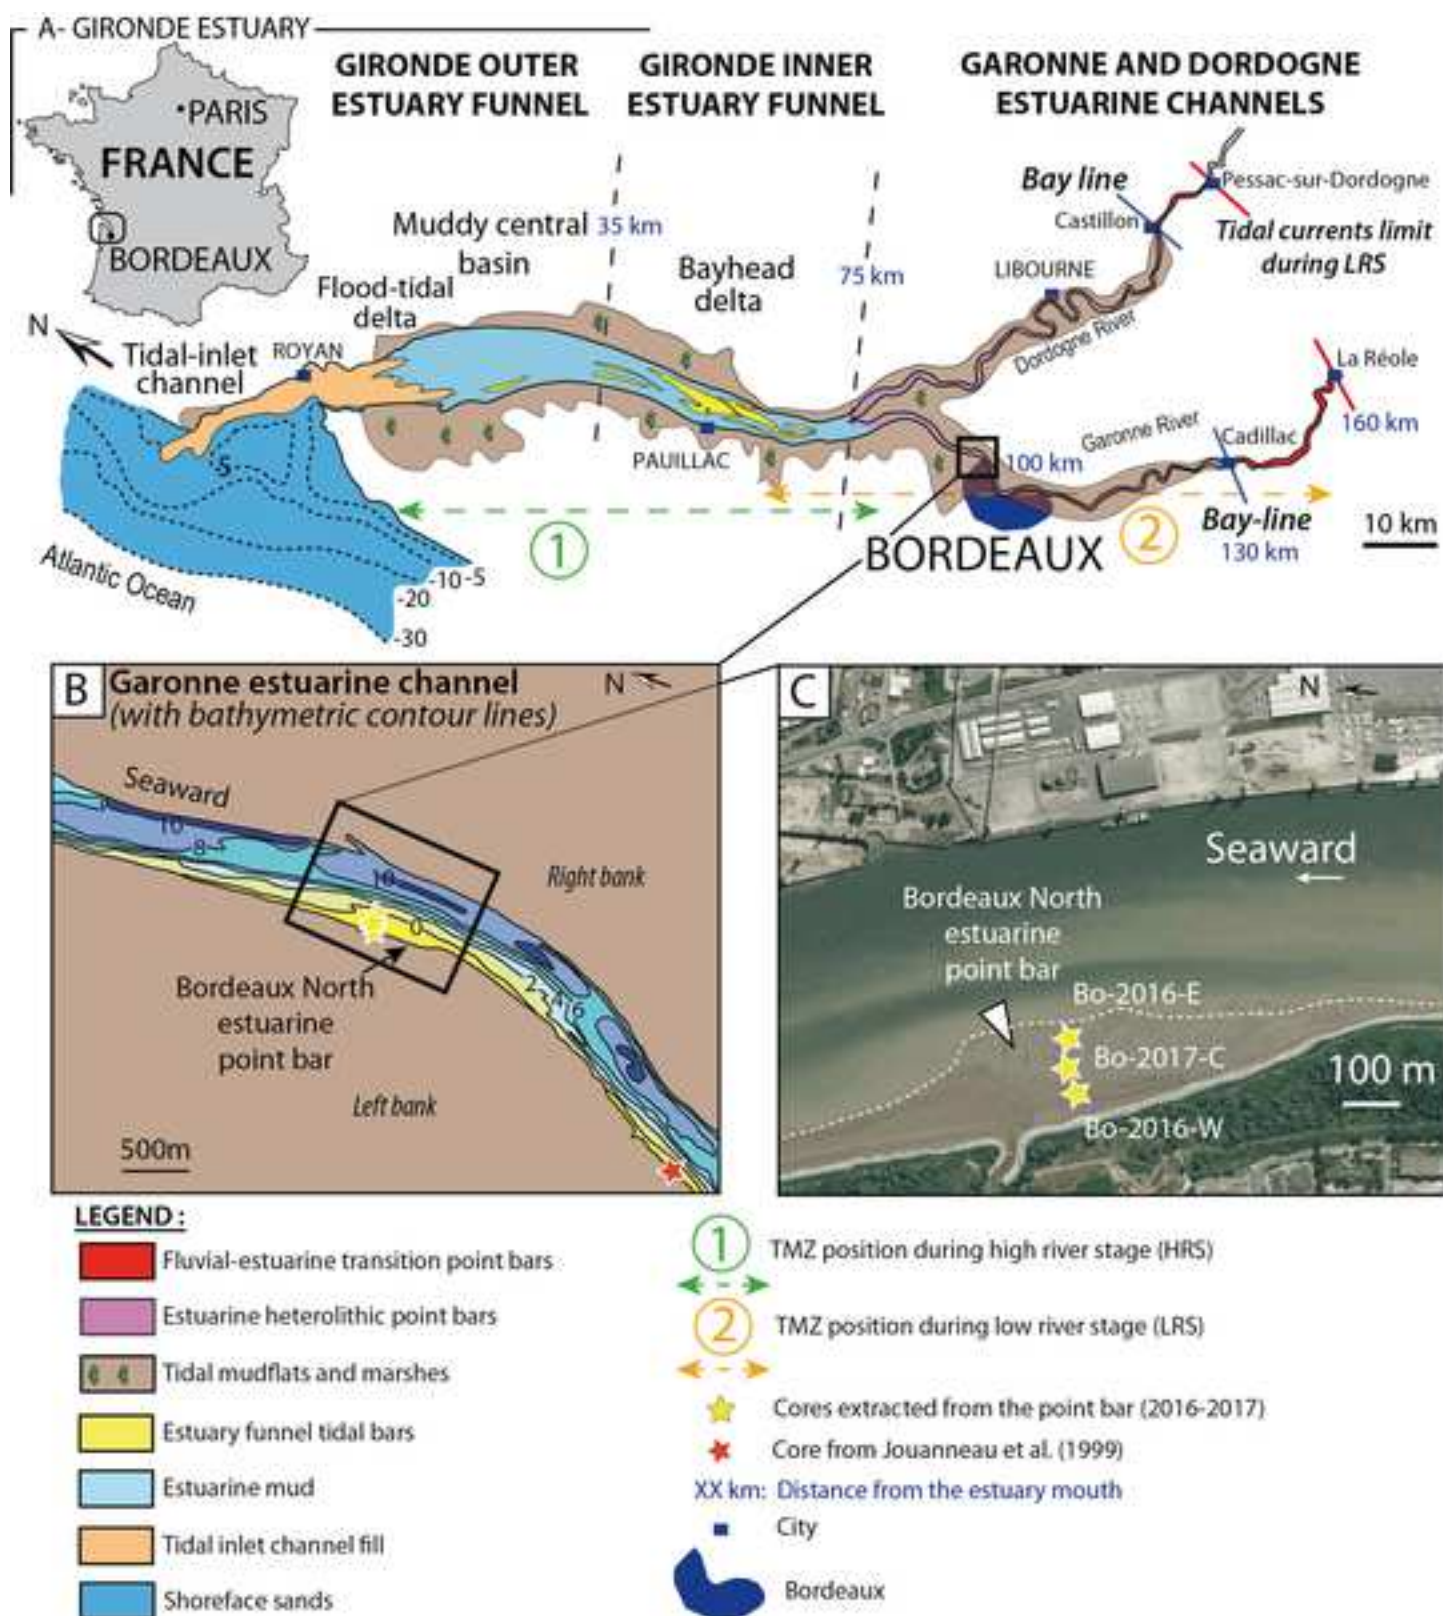 A- GIRONDE ESTUARY
PARIS
FRANCE
BORDEAUX
GIRONDE OUTER
ESTUARY FUNNEL
GIRONDE INNER
ESTUARY FUNNEL
GARONNE AND DORDOGNE
ESTUARINE CHANNELS
Bay line
Pessac-sur-Dordogne
Castillon
Tidal currents limit
during LRS
Muddy central
basin
35 km
Bayhead
delta
75 km
LIBOURNE
Dordogne River
Flood-tidal
delta
N
Tidal-inlet
channel
ROYAN
La Réole
160 km
Garonne River
Cadillac
PAUILLAC
100 km
5
1
2
BORDEAUX
Bay-line
130 km
10 km
Atlantic Ocean
-10 -5
-20
-30
B
Garonne estuarine channel
(with bathymetric contour lines)
N
Seaward
10
8
10
0
Right bank
Bordeaux North
estuarine
point bar
2
4
6
Left bank
500m
C
N
Seaward
Bordeaux North
estuarine
point bar
Bo-2016-E
Bo-2017-C
100 m
Bo-2016-W
LEGEND :
Fluvial-estuarine transition point bars
Estuarine heterolithic point bars
Tidal mudflats and marshes
Estuary funnel tidal bars
Estuarine mud
Tidal inlet channel fill
Shoreface sands
1 TMZ position during high river stage (HRS)
2 TMZ position during low river stage (LRS)
Cores extracted from the point bar (2016-2017)
Core from Jouanneau et al. (1999)
XX km: Distance from the estuary mouth
City
Bordeaux